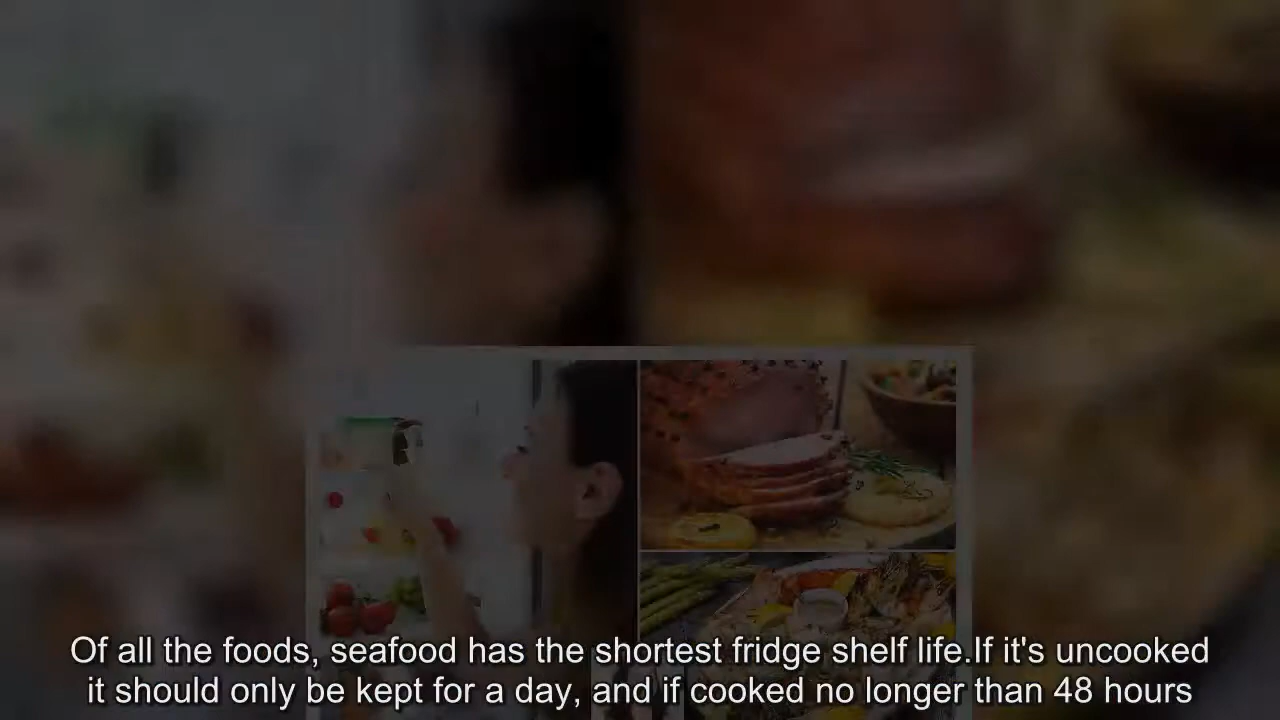 Of all the foods, seafood has the shortest fridge shelf life.If it's uncooked
it should only be kept for a day, and if cooked no longer than 48 hours